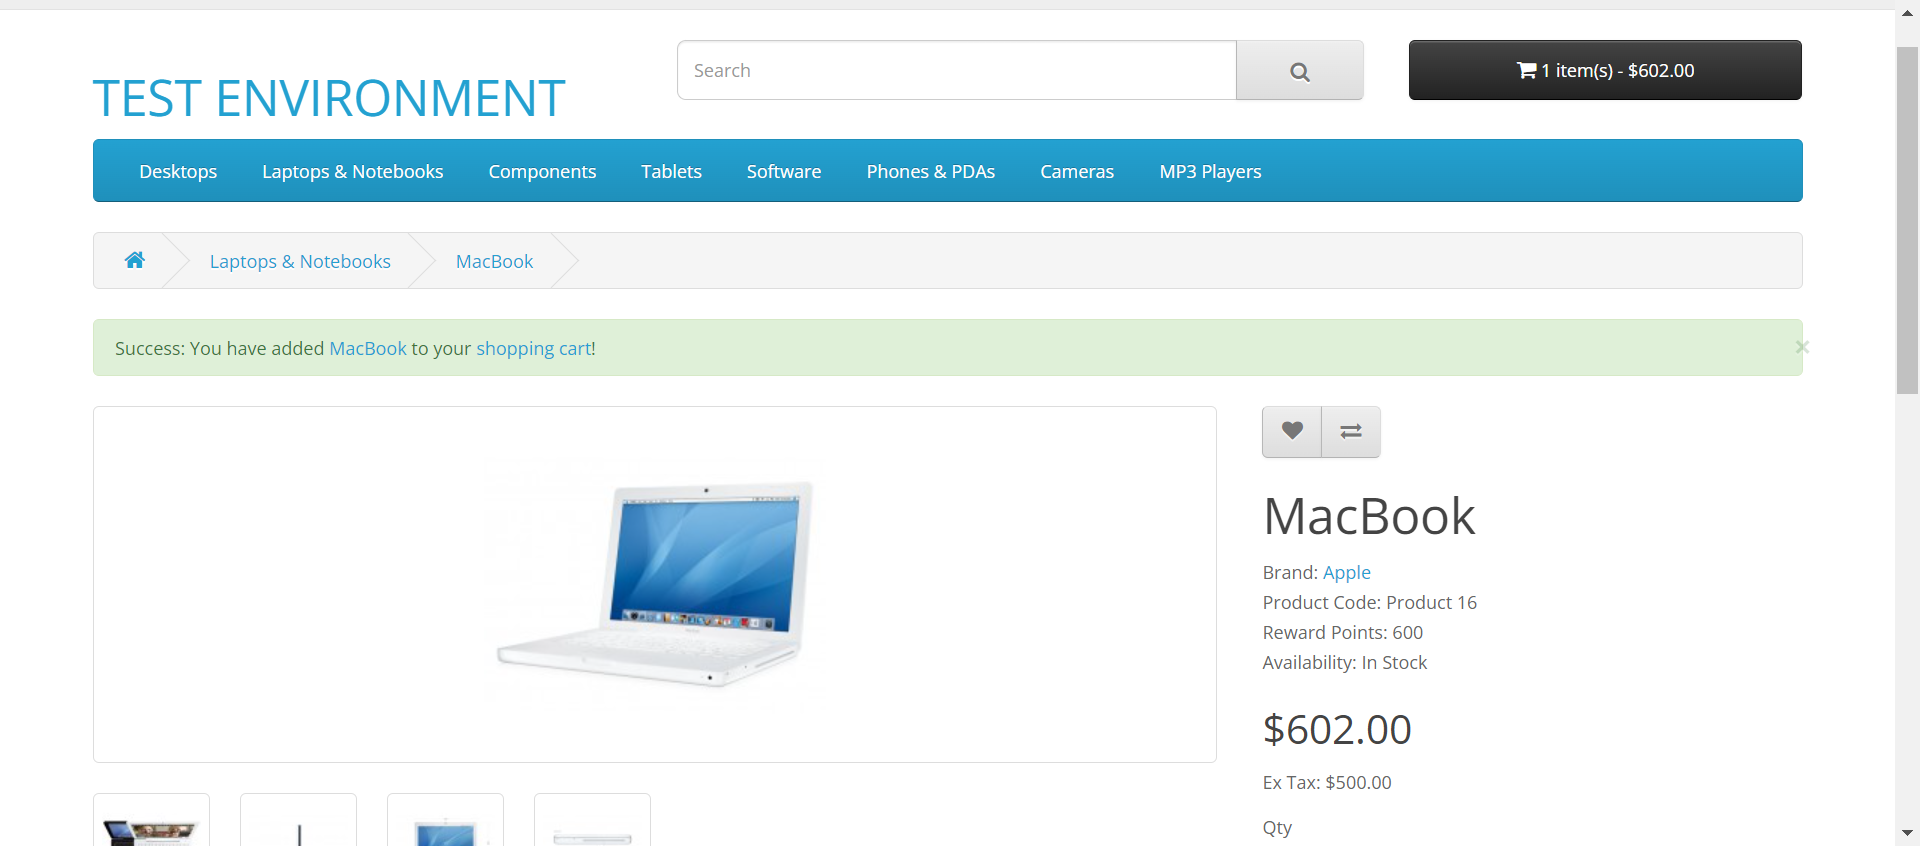 TEST ENVIRONMENT
Search
1 item(s) - $602.00
Desktops
Laptops & Notebooks
Components
Tablets
Software
Phones & PDAs
Cameras
MP3 Players
Laptops & Notebooks
MacBook
Success: You have added MacBook to your shopping cart!
×
MacBook
Brand: Apple
Product Code: Product 16
Reward Points: 600
Availability: In Stock
$602.00
Ex Tax: $500.00
Qty